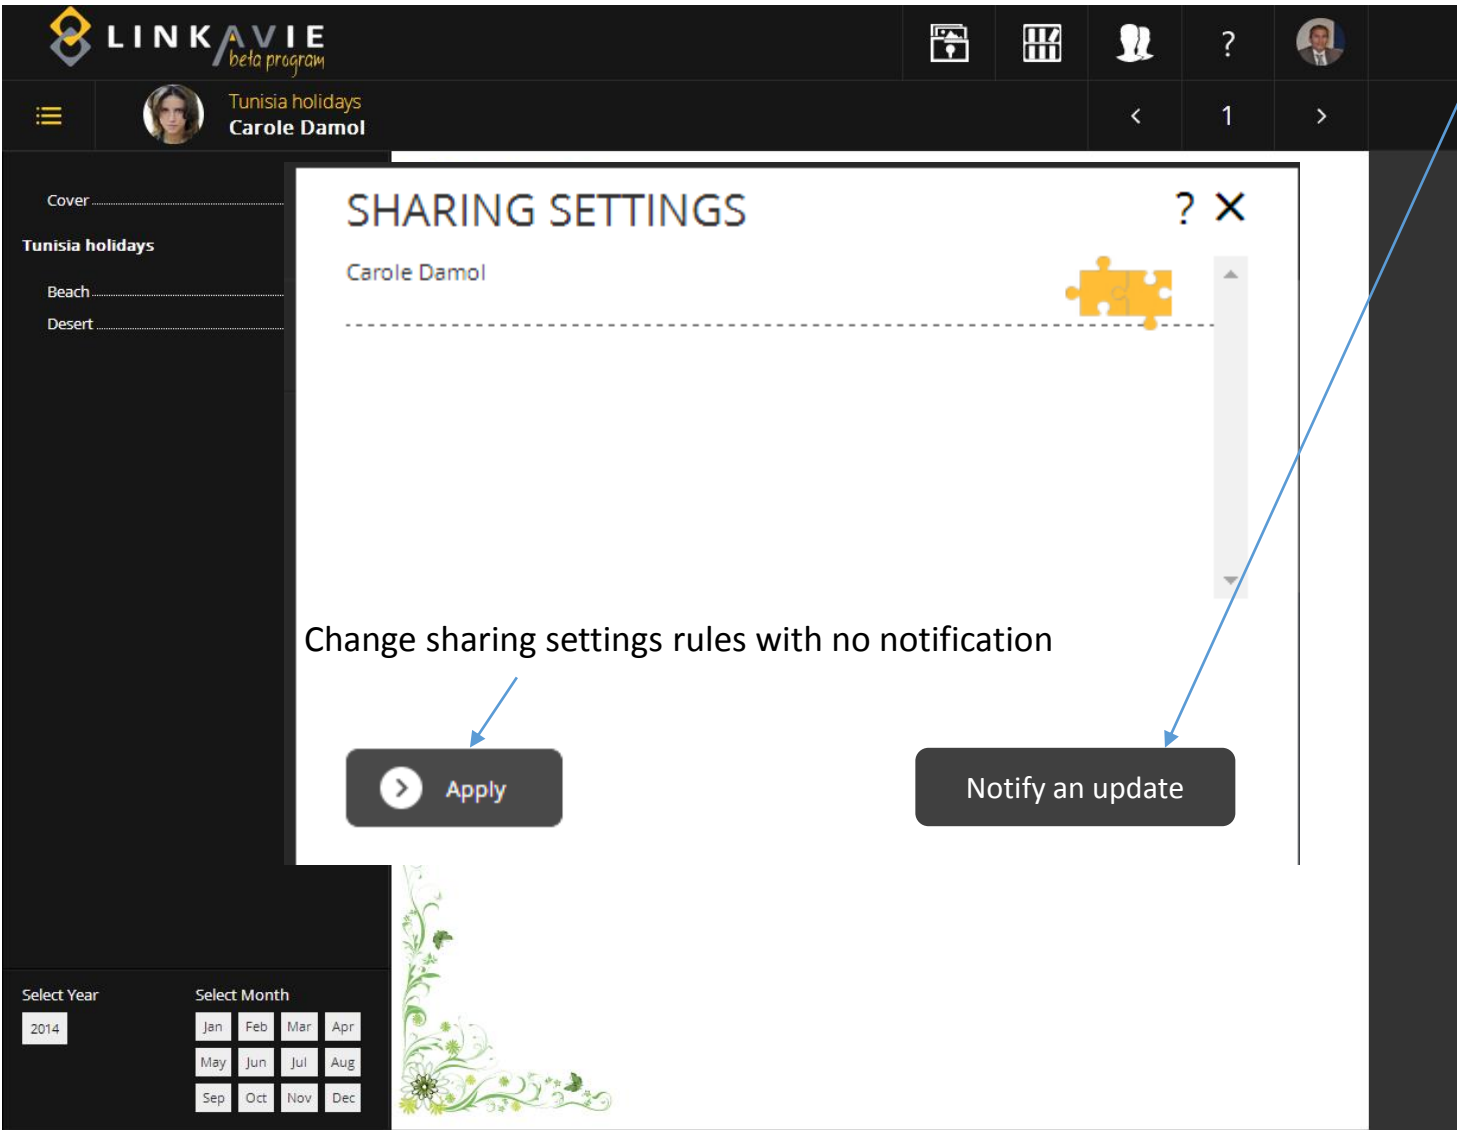 LINKAVIE
beta program
?
Tunisia holidays
Carole Damol
1
Cover
Tunisia holidays
Beach
Desert
SHARING SETTINGS
?
Carole Damol
Change sharing settings rules with no notification
Apply
Notify an update
Select Year
Select Month
2014
Jan Feb Mar Apr
May Jun Jul Aug
Sep Oct Nov Dec